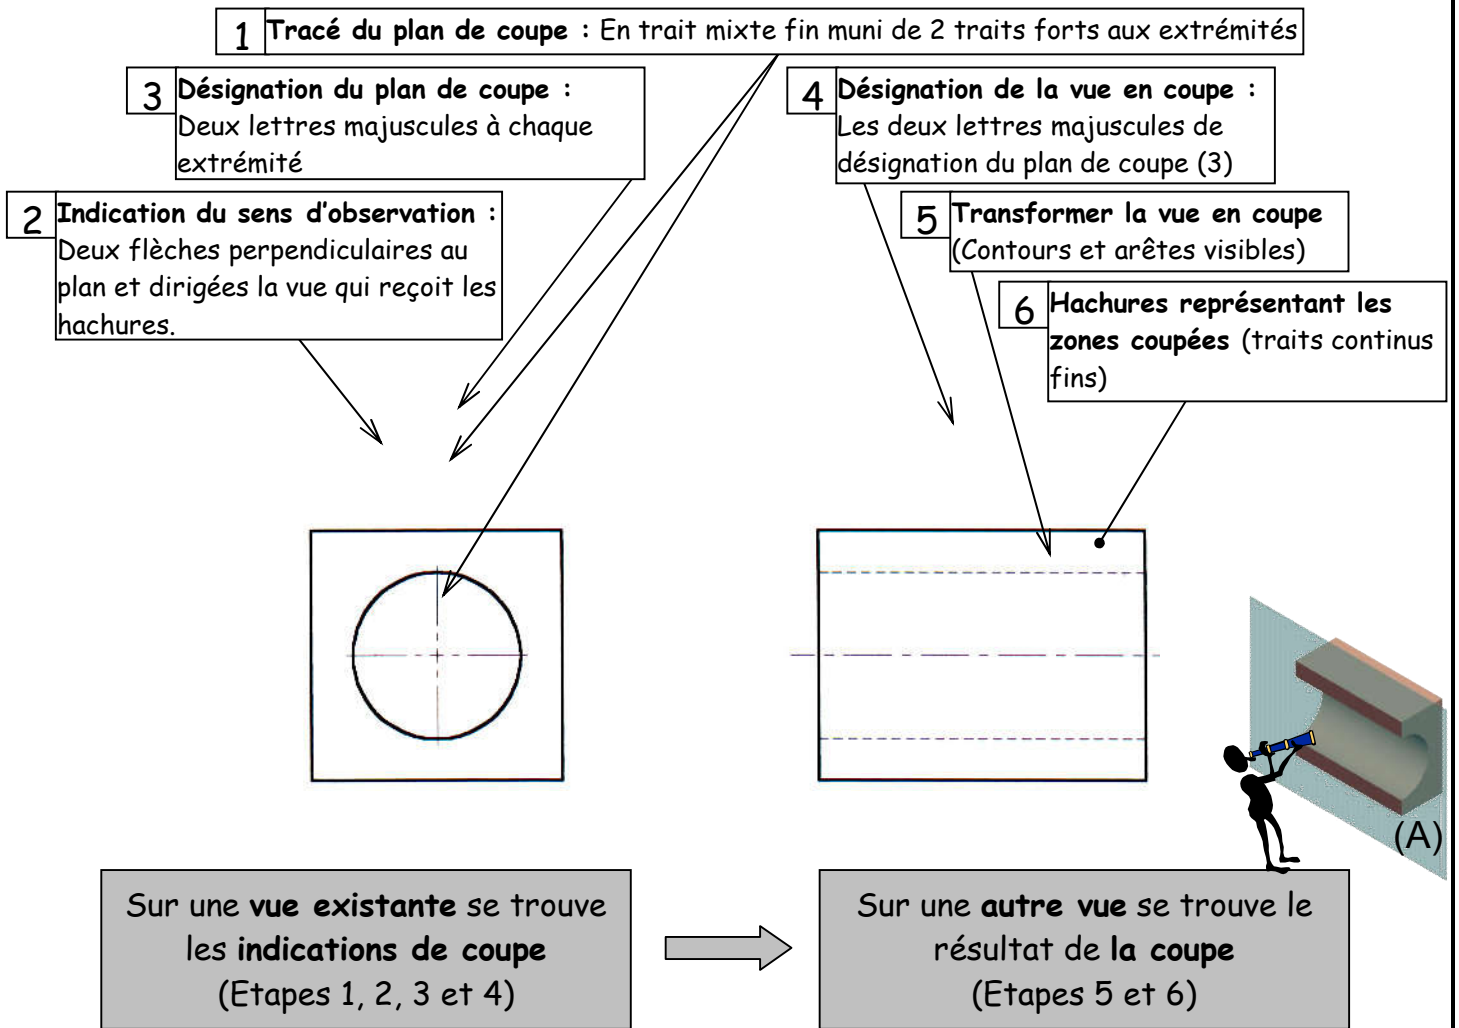 1 Tracé du plan de coupe : En trait mixte fin muni de 2 traits forts aux extrémités
3 Désignation du plan de coupe :
Deux lettres majuscules à chaque
extrémité
4 Désignation de la vue en coupe :
Les deux lettres majuscules de
désignation du plan de coupe (3)
2 Indication du sens d'observation :
Deux flèches perpendiculaires au
plan et dirigées la vue qui reçoit les
hachures.
5 Transformer la vue en coupe
(Contours et arêtes visibles)
6 Hachures représentant les
zones coupées (traits continus
fins)
(A)
Sur une vue existante se trouve
les indications de coupe
(Etapes 1, 2, 3 et 4)
Sur une autre vue se trouve le
résultat de la coupe
(Etapes 5 et 6)